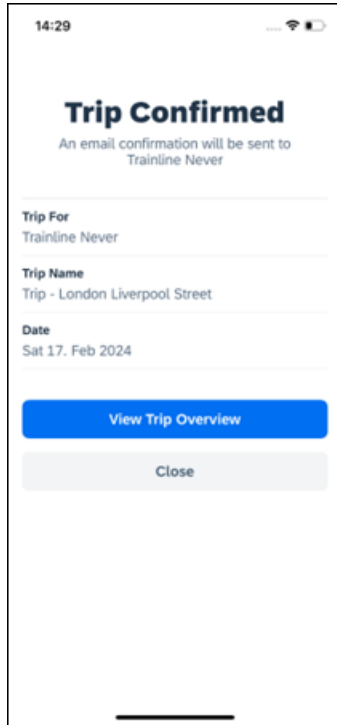 14:29
Trip Confirmed
An email confirmation will be sent to
Trainline Never
Trip For
Trainline Never
Trip Name
Trip - London Liverpool Street
Date
Sat 17. Feb 2024
View Trip Overview
Close